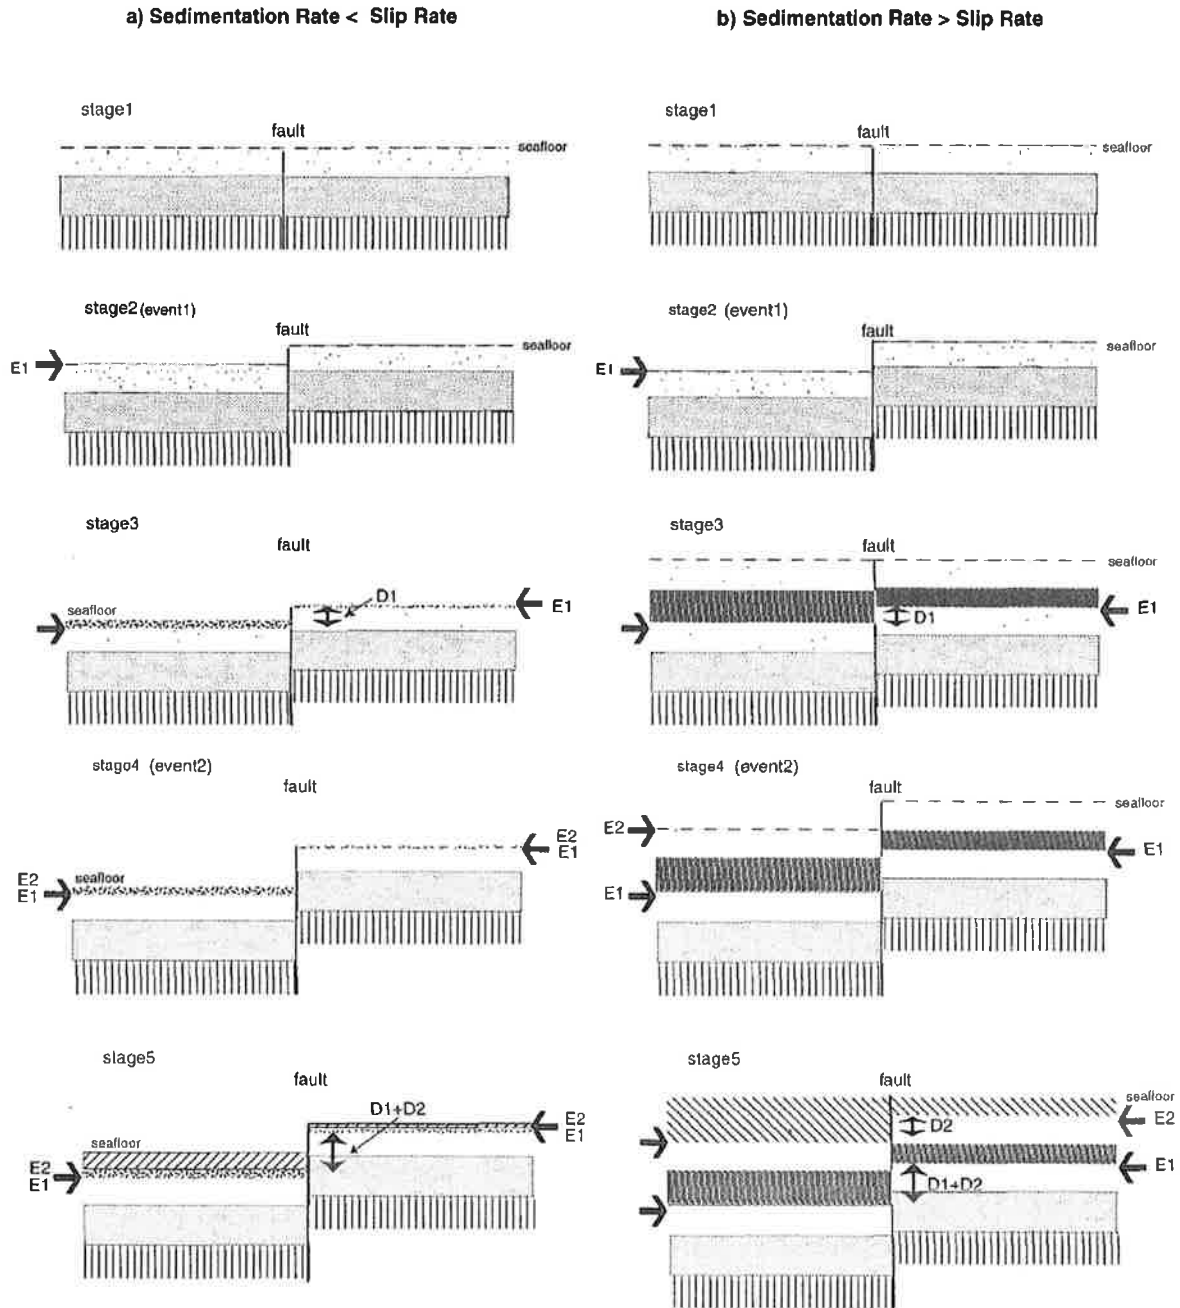 a) Sedimentation Rate < Slip Rate
stage1
fault
seafloor
stage2 (event1)
fault
seafloor
E1
stage3
fault
seafloor
D1
E1
stago4 (event2)
fault
E2
E1
E2
seafloor
E1
slage5
fault
D1+D2
E2
E1
seafloor
E2
E1
b) Sedimentation Rate > Slip Rate
stage1
fault
seafloor
stage2 (event1)
fault
seafloor
E1
stage3
fault
seafloor
E1
D1
stage4 (event2)
fault
seafloor
E2
E1
E1
stage5
fault
seafloor
E2
D2
E1
D1+D2